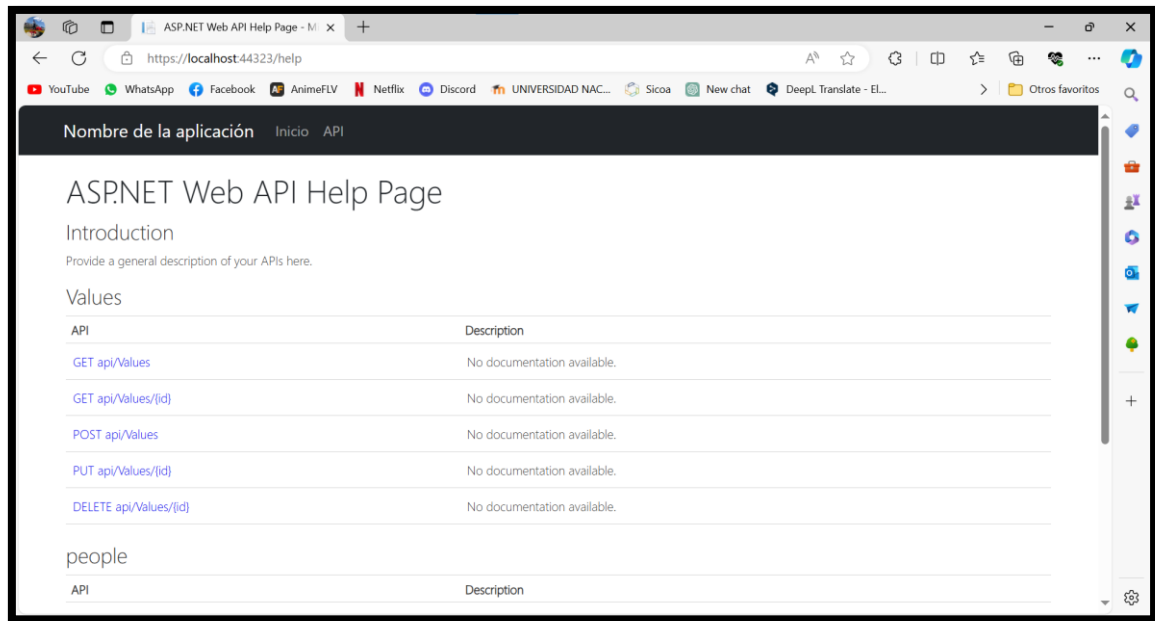 ASP.NET Web API Help Page - M
https://localhost:44323/help
YouTube WhatsApp Facebook AnimeFLV Netflix Discord UNIVERSIDAD NAC... Sicoa New chat DeepL Translate - El... Otros favoritos
Nombre de la aplicación Inicio API
ASP.NET Web API Help Page
Introduction
Provide a general description of your APIs here.
Values
API Description
GET api/Values No documentation available.
GET api/Values/{id} No documentation available.
POST api/Values No documentation available.
PUT api/Values/{id} No documentation available.
DELETE api/Values/{id} No documentation available.
people
API Description